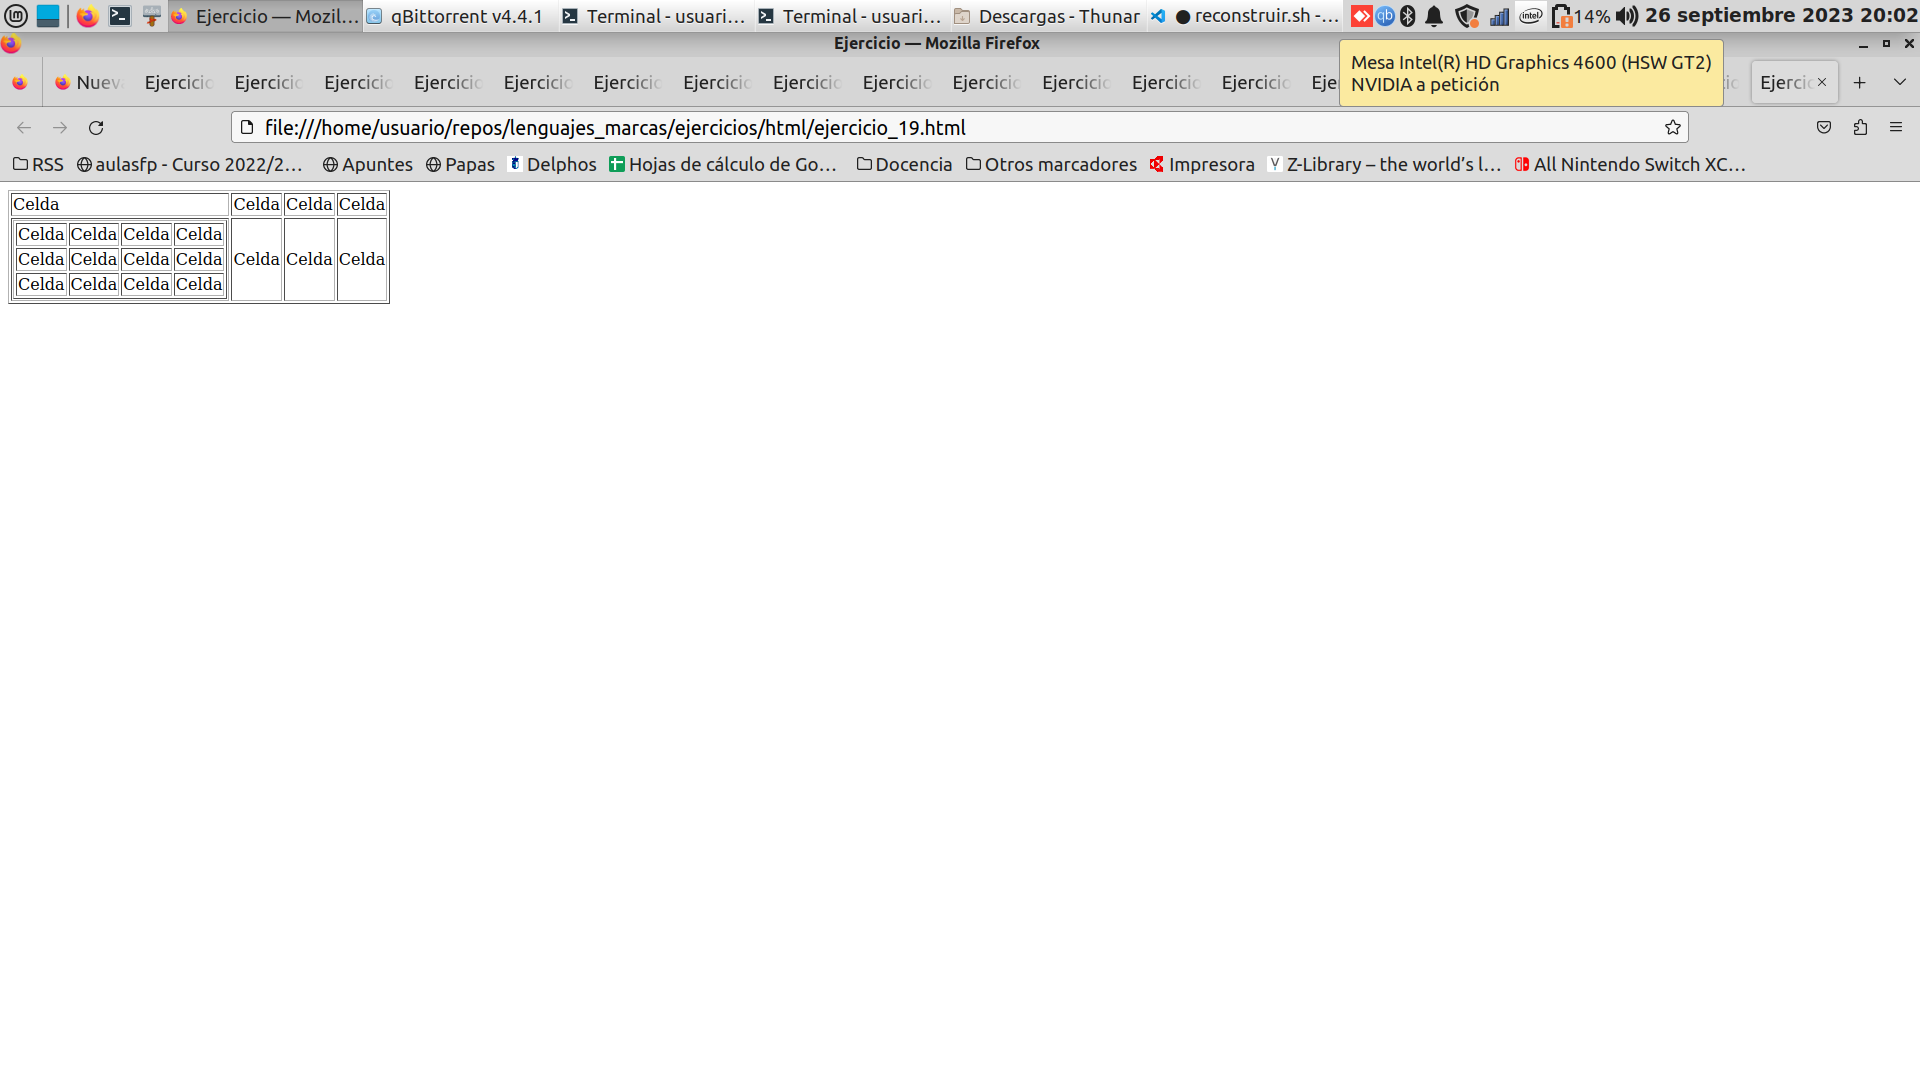 Ejercicio — Mozil...
qBittorrent v4.4.1
Terminal - usuari...
Terminal - usuari...
Descargas - Thunar
reconstruir.sh -...
qb
intel
14%
26 septiembre 2023 20:02
Ejercicio — Mozilla Firefox
Mesa Intel(R) HD Graphics 4600 (HSW GT2)
NVIDIA a petición
Nueva Ejercicio Ejercicio Ejercicio Ejercicio Ejercicio Ejercicio Ejercicio Ejercicio Ejercicio Ejercicio Ejercicio Ejercicio Ejercicio Eje Ejercic
file:///home/usuario/repos/lenguajes_marcas/ejercicios/html/ejercicio_19.html
RSS aulasfp - Curso 2022/2... Apuntes Papas Delphos Hojas de cálculo de Go... Docencia Otros marcadores Impresora Z-Library – the world's l... All Nintendo Switch XC...
Celda Celda Celda Celda
Celda Celda Celda Celda
Celda Celda Celda Celda Celda Celda Celda
Celda Celda Celda Celda